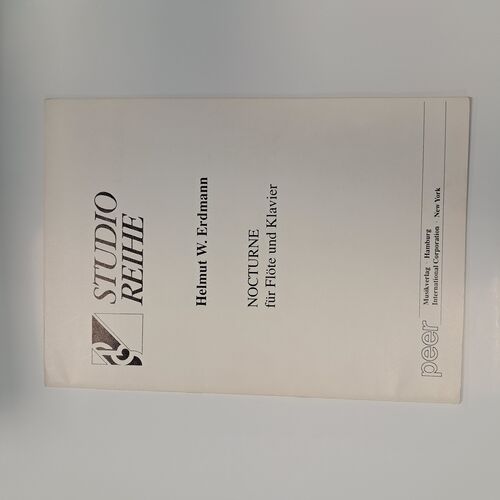 STUDIO
REIHE
Helmut W. Erdmann
NOCTURNE
für Flöte und Klavier
peer
Musikverlag · Hamburg
International Corporation · New York